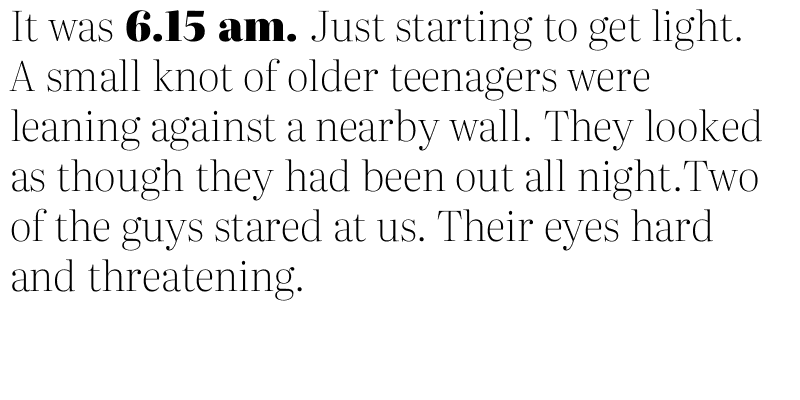 It was 6.15 am. Just starting to get light.
A small knot of older teenagers were
leaning against a nearby wall. They looked
as though they had been out all night.Two
of the guys stared at us. Their eyes hard
and threatening.